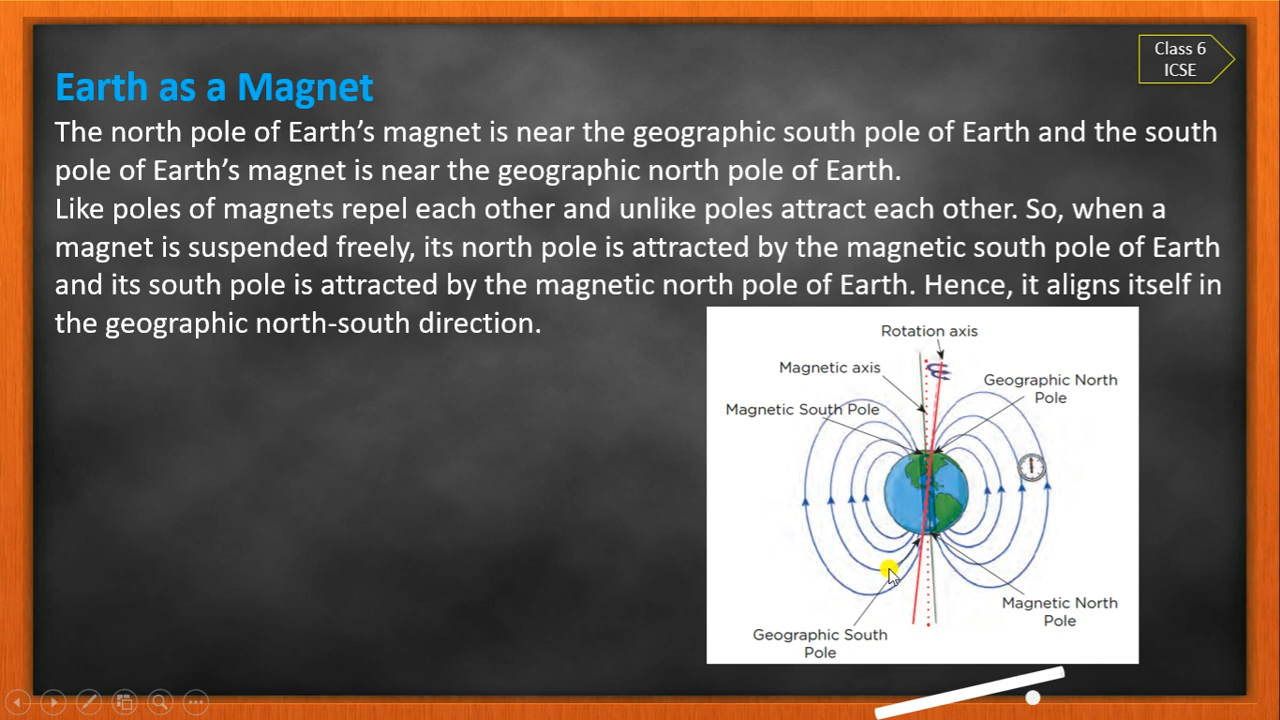 Class 6
ICSE
Earth as a Magnet
The north pole of Earth’s magnet is near the geographic south pole of Earth and the south
pole of Earth’s magnet is near the geographic north pole of Earth.
Like poles of magnets repel each other and unlike poles attract each other. So, when a
magnet is suspended freely, its north pole is attracted by the magnetic south pole of Earth
and its south pole is attracted by the magnetic north pole of Earth. Hence, it aligns itself in
the geographic north-south direction.
Rotation axis
Magnetic axis
Geographic North
Pole
Magnetic South Pole
Magnetic North
Pole
Geographic South
Pole